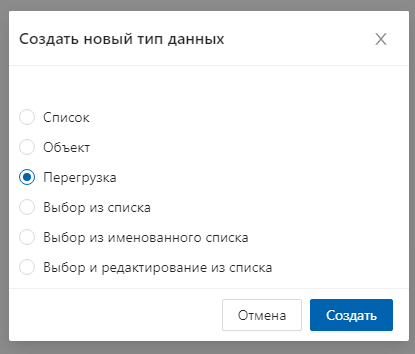 Создать новый тип данных
Список
Объект
Перегрузка
Выбор из списка
Выбор из именованного списка
Выбор и редактирование из списка
Отмена
Создать